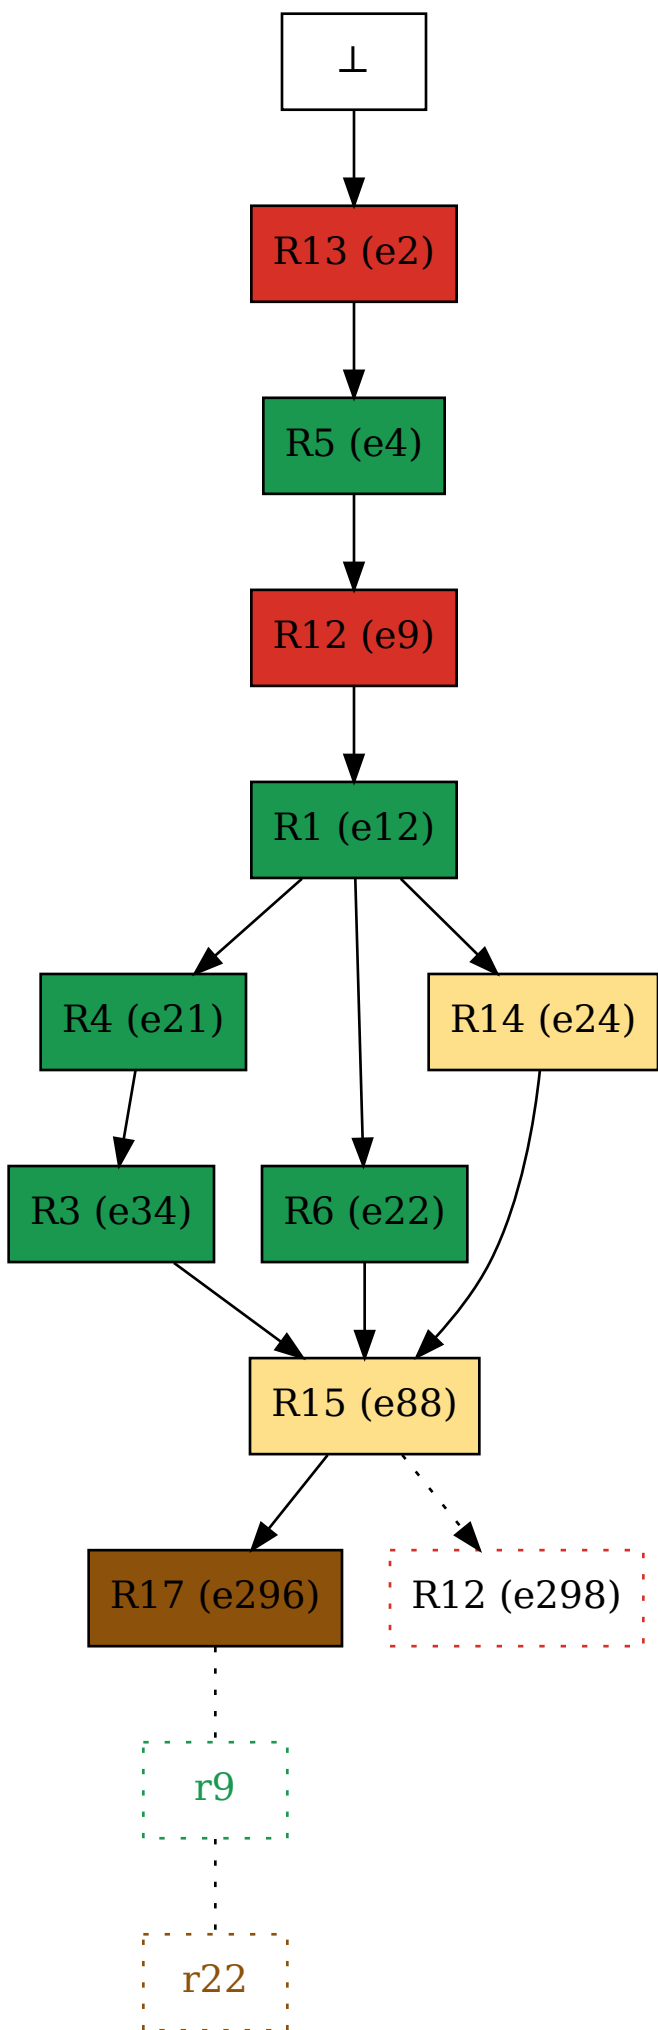 ⊥
R13 (e2)
R5 (e4)
R12 (e9)
R1 (e12)
R4 (e21)
R14 (e24)
R3 (e34)
R6 (e22)
R15 (e88)
R17 (e296)
R12 (e298)
r9
r22